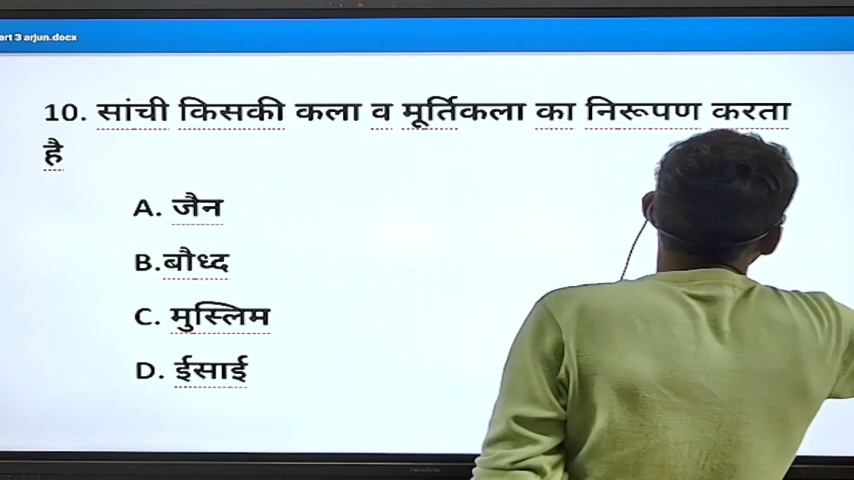 art 3 arjun.docx
10. सांची किसकी कला व मूर्तिकला का निरूपण करता
है
A. जैन
B.बौध्द
C. मुस्लिम
D. ईसाई